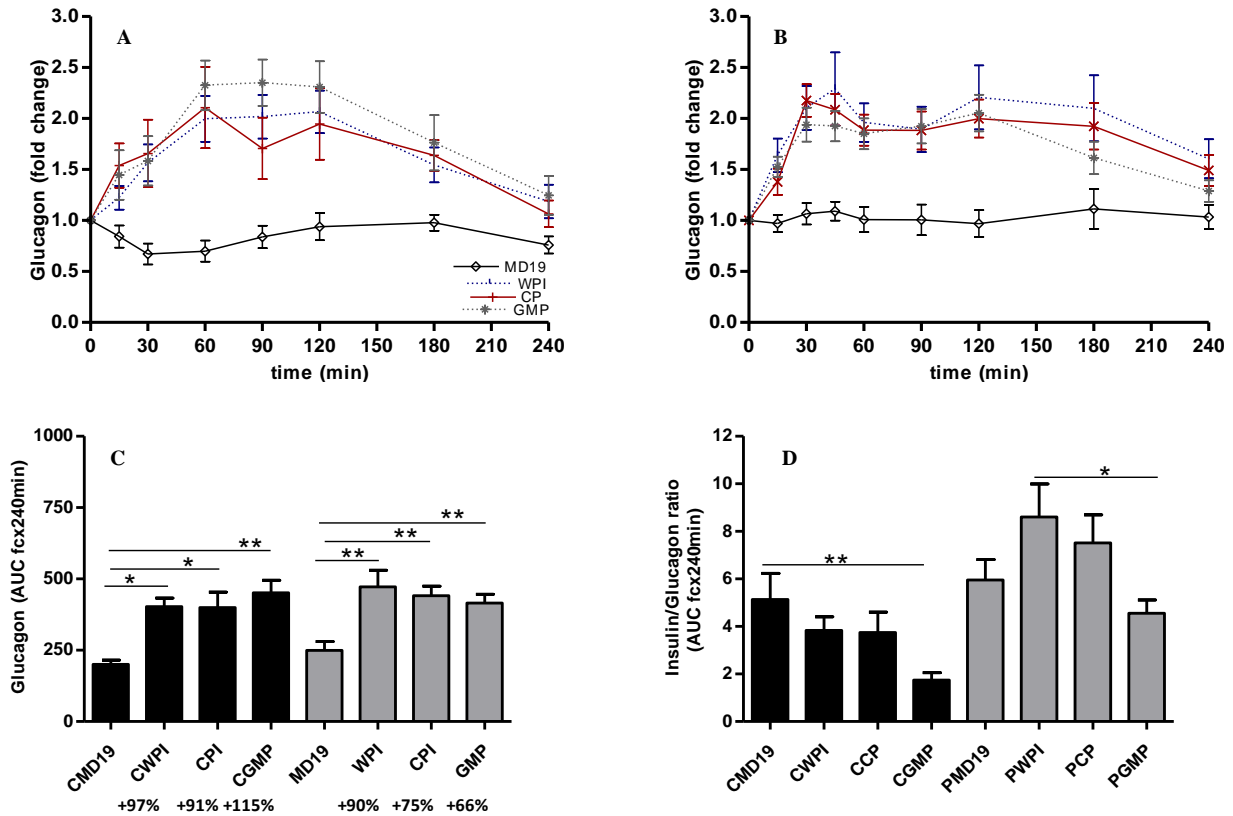 A
Glucagon (fold change)
3.0
2.5
2.0
1.5
1.0
0.5
0.0
MD19
WPI
CP
GMP
0 30 60 90 120 150 180 210 240
time (min)
B
Glucagon (fold change)
3.0
2.5
2.0
1.5
1.0
0.5
0.0
0 30 60 90 120 150 180 210 240
time (min)
C
Glucagon (AUC fcx240min)
1000
750
500
250
0
** **
* * ** **
CMD19 CWPI CPI CGMP MD19 WPI CPI GMP
+97% +91% +115% +90% +75% +66%
D
Insulin/Glucagon ratio
(AUC fcx240min)
12
10
8
6
4
2
0
**
*
CMD19 CWPI CCP CGMP PMD19 PWPI PCP PGMP